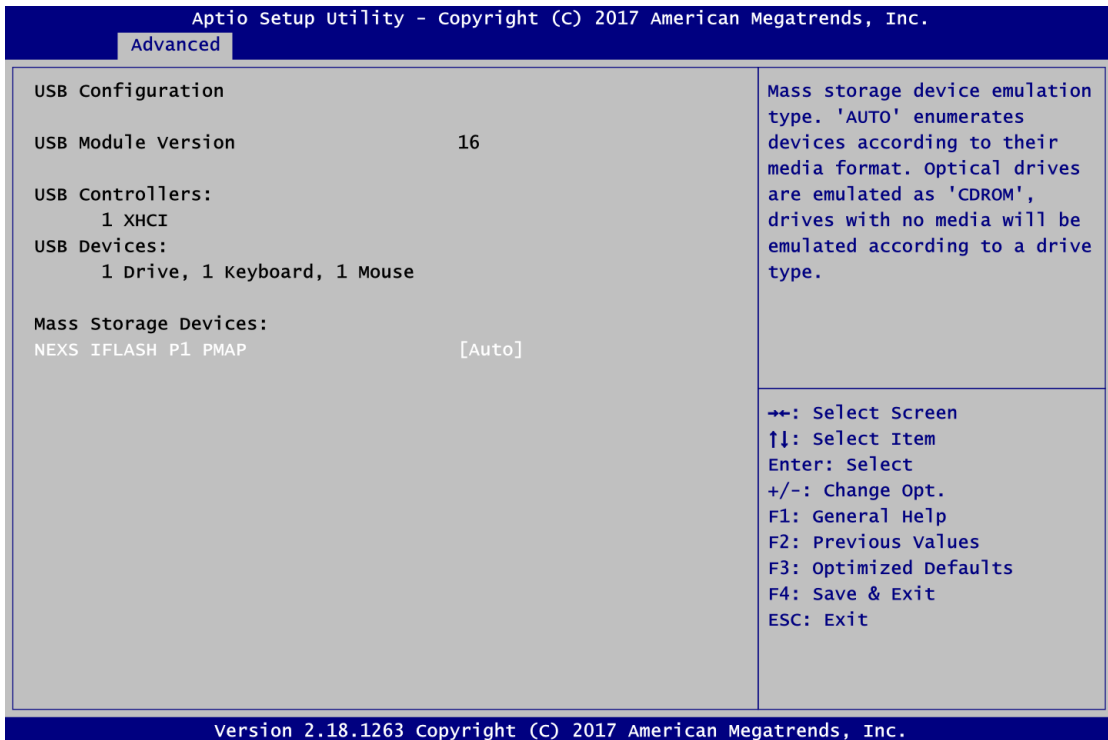 Aptio Setup Utility - Copyright (C) 2017 American Megatrends, Inc.
Advanced
USB Configuration
USB Module Version 16
USB Controllers:
1 XHCI
USB Devices:
1 Drive, 1 Keyboard, 1 Mouse
Mass Storage Devices:
NEXS IFLASH P1 PMAP [Auto]
Mass storage device emulation
type. 'AUTO' enumerates
devices according to their
media format. Optical drives
are emulated as 'CDROM',
drives with no media will be
emulated according to a drive
type.
→←: Select Screen
↑↓: Select Item
Enter: Select
+/-: Change Opt.
F1: General Help
F2: Previous Values
F3: Optimized Defaults
F4: Save & Exit
ESC: Exit
Version 2.18.1263 Copyright (C) 2017 American Megatrends, Inc.